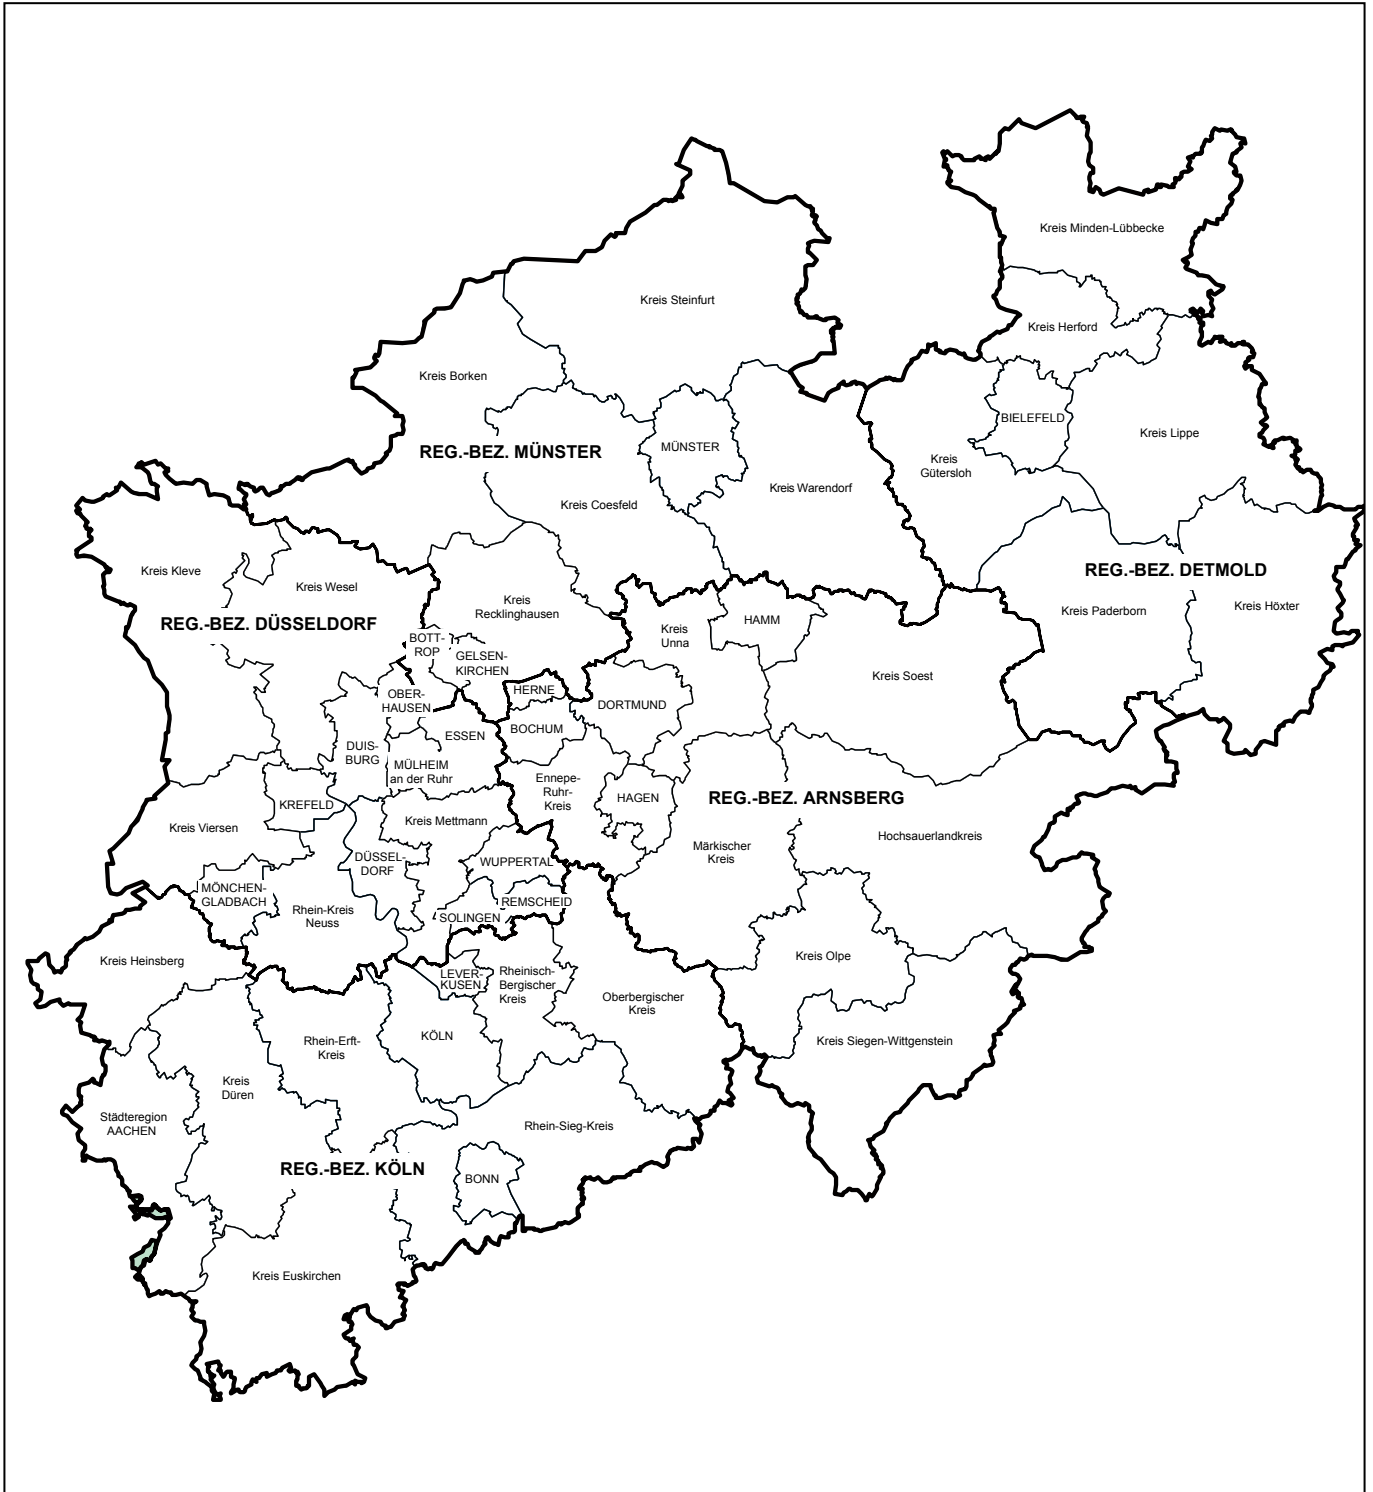 Kreis Minden-Lübbecke
Kreis Steinfurt
Kreis Herford
Kreis Borken
BIELEFELD
Kreis Lippe
REG.-BEZ. MÜNSTER
MÜNSTER
Kreis
Gütersloh
Kreis Warendorf
Kreis Coesfeld
Kreis Kleve
Kreis Wesel
REG.-BEZ. DETMOLD
Kreis
Recklinghausen
Kreis Paderborn
Kreis Höxter
REG.-BEZ. DÜSSELDORF
HAMM
Kreis
Unna
BOTT-
ROP
GELSEN-
KIRCHEN
Kreis Soest
HERNE
OBER-
HAUSEN
DORTMUND
BOCHUM
ESSEN
DUIS-
BURG
MÜLHEIM
an der Ruhr
Ennepe-
Ruhr-
Kreis
HAGEN
REG.-BEZ. ARNSBERG
KREFELD
Kreis Viersen
Kreis Mettmann
Hochsauerlandkreis
Märkischer
Kreis
DÜSSEL-
DORF
WUPPERTAL
MÖNCHEN-
GLADBACH
REMSCHEID
Rhein-Kreis
Neuss
SOLINGEN
Kreis Heinsberg
Kreis Olpe
LEVER-
KUSEN
Rheinisch-
Bergischer
Kreis
Oberbergischer
Kreis
Rhein-Erft-
Kreis
KÖLN
Kreis Siegen-Wittgenstein
Kreis
Düren
Städteregion
AACHEN
Rhein-Sieg-Kreis
REG.-BEZ. KÖLN
BONN
Kreis Euskirchen